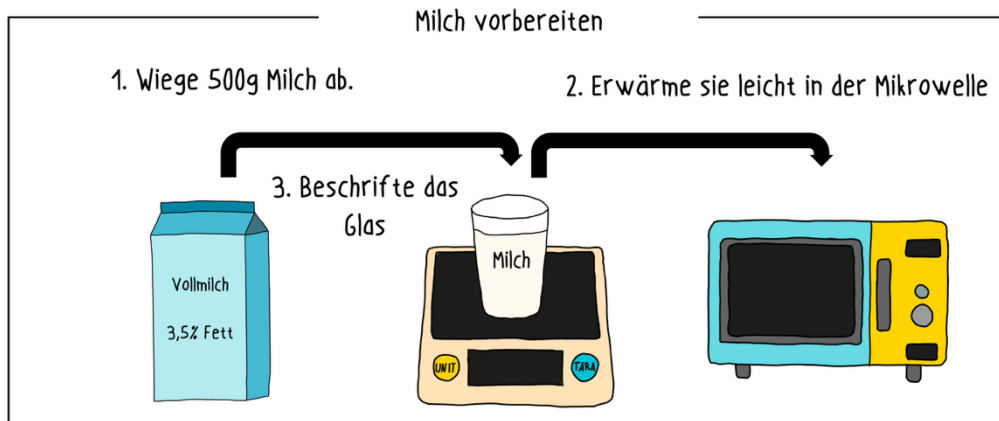 Milch vorbereiten
1. Wiege 500g Milch ab.
2. Erwärme sie leicht in der Mikrowelle
3. Beschrifte das
Glas
Vollmilch
3,5% Fett
Milch
UNIT
TARA